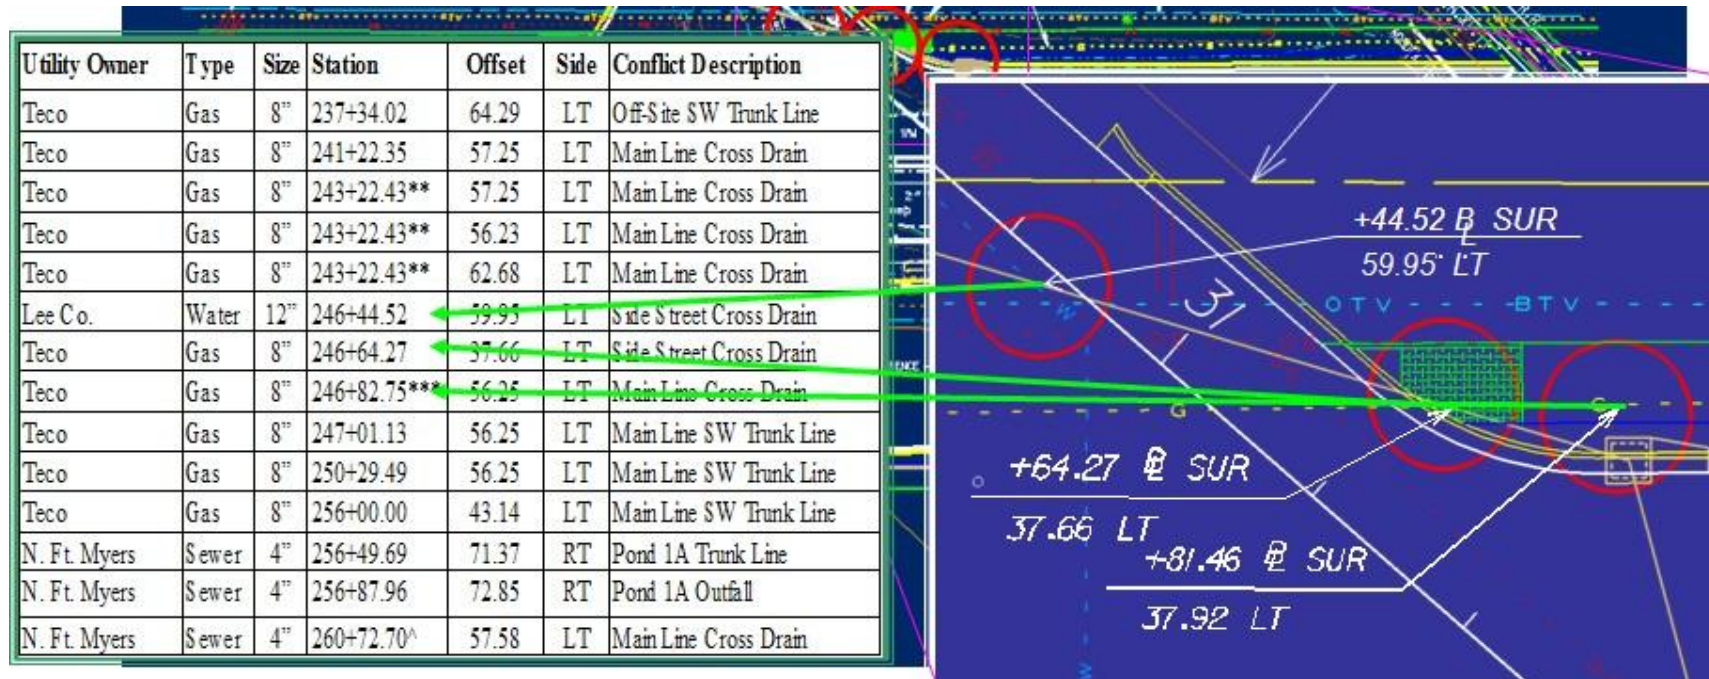 Utility Owner Type Size Station Offset Side Conflict Description
Teco Gas 8" 237+34.02 64.29 LT Off-Site SW Trunk Line
Teco Gas 8" 241+22.35 57.25 LT Main Line Cross Drain
Teco Gas 8" 243+22.43** 57.25 LT Main Line Cross Drain
Teco Gas 8" 243+22.43** 56.23 LT Main Line Cross Drain
Teco Gas 8" 243+22.43** 62.68 LT Main Line Cross Drain
Lee Co. Water 12" 246+44.52 59.95 LT Side Street Cross Drain
Teco Gas 8" 246+64.27 37.66 LT Side Street Cross Drain
Teco Gas 8" 246+82.75*** 56.25 LT Main Line Cross Drain
Teco Gas 8" 247+01.13 56.25 LT Main Line SW Trunk Line
Teco Gas 8" 250+29.49 56.25 LT Main Line SW Trunk Line
Teco Gas 8" 256+00.00 43.14 LT Main Line SW Trunk Line
N. Ft. Myers Sewer 4" 256+49.69 71.37 RT Pond 1A Trunk Line
N. Ft. Myers Sewer 4" 256+87.96 72.85 RT Pond 1A Outfall
N. Ft. Myers Sewer 4" 260+72.70^ 57.58 LT Main Line Cross Drain
+44.52 BL SUR
59.95' LT
31
OTV BTV
W
G G
+64.27 BL SUR
37.66 LT
+81.46 BL SUR
37.92 LT
W